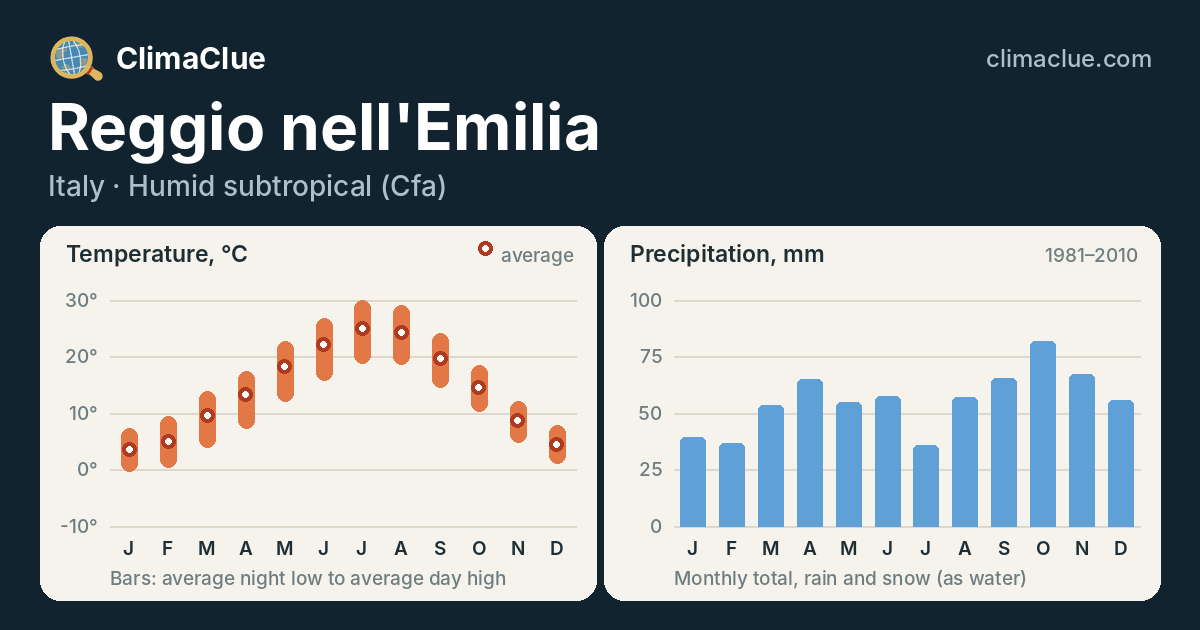 ClimaClue
climaclue.com
Reggio nell'Emilia
Italy · Humid subtropical (Cfa)
Temperature, °C
average
30°
20°
10°
0°
-10°
J F M A M J J A S O N D
Bars: average night low to average day high
Precipitation, mm
1981–2010
100
75
50
25
0
J F M A M J J A S O N D
Monthly total, rain and snow (as water)